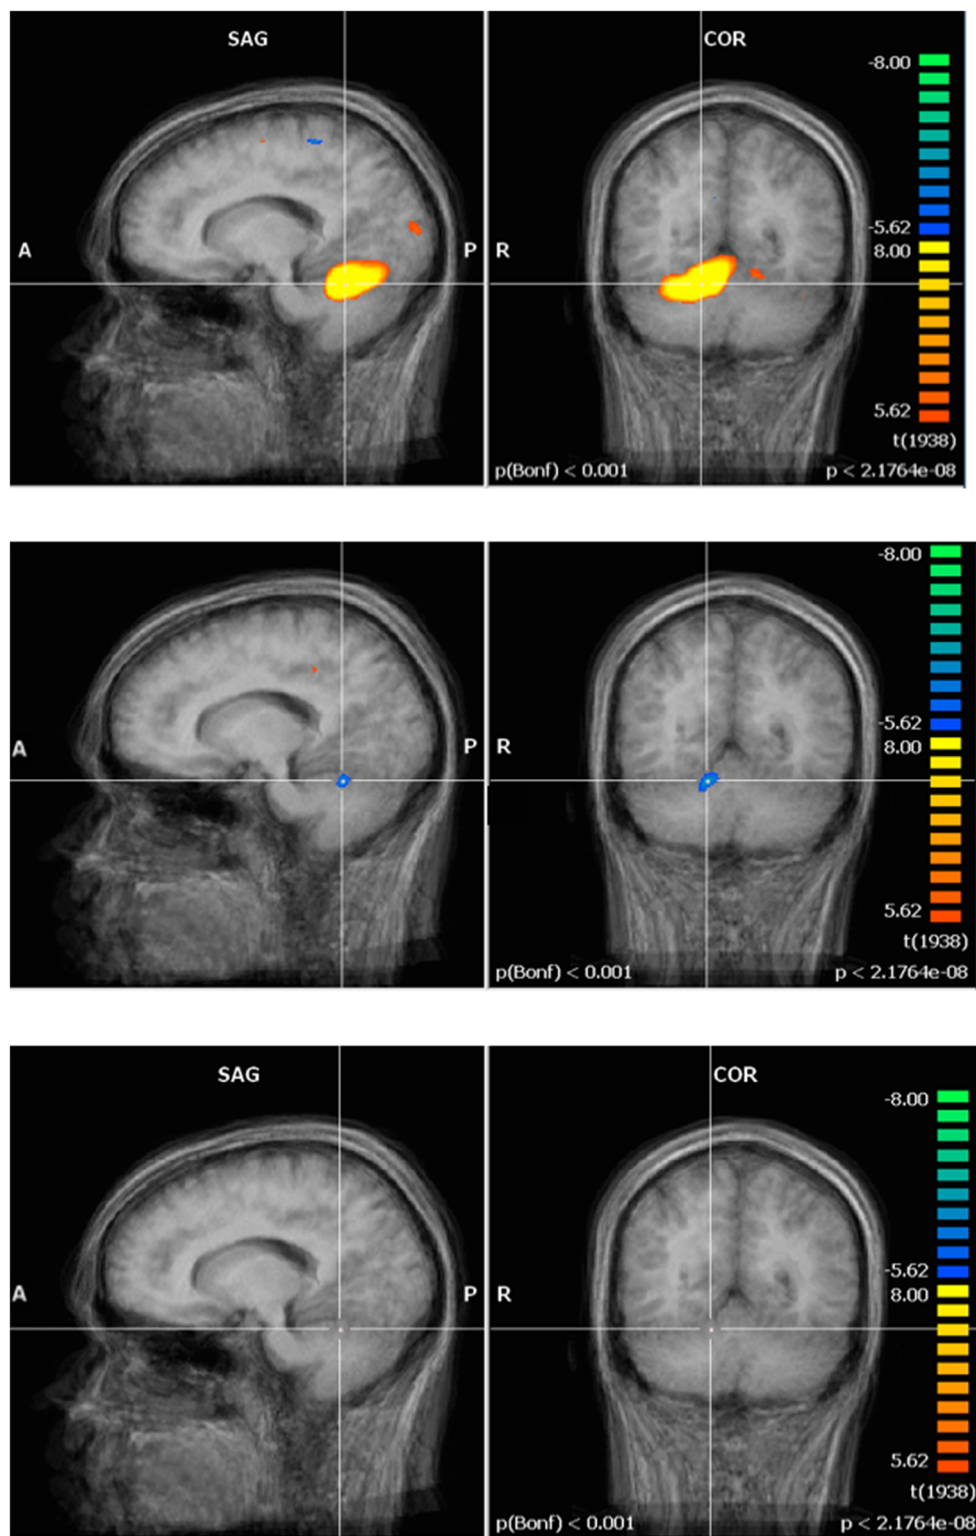 SAG
COR
-8.00
-5.62
8.00
A
P
R
5.62
t(1938)
p(Bonf) < 0.001
p < 2.1764e-08
-8.00
-5.62
8.00
A
P
R
5.62
t(1938)
p(Bonf) < 0.001
p < 2.1764e-08
SAG
COR
-8.00
-5.62
8.00
A
P
R
5.62
t(1938)
p(Bonf) < 0.001
p < 2.1764e-08